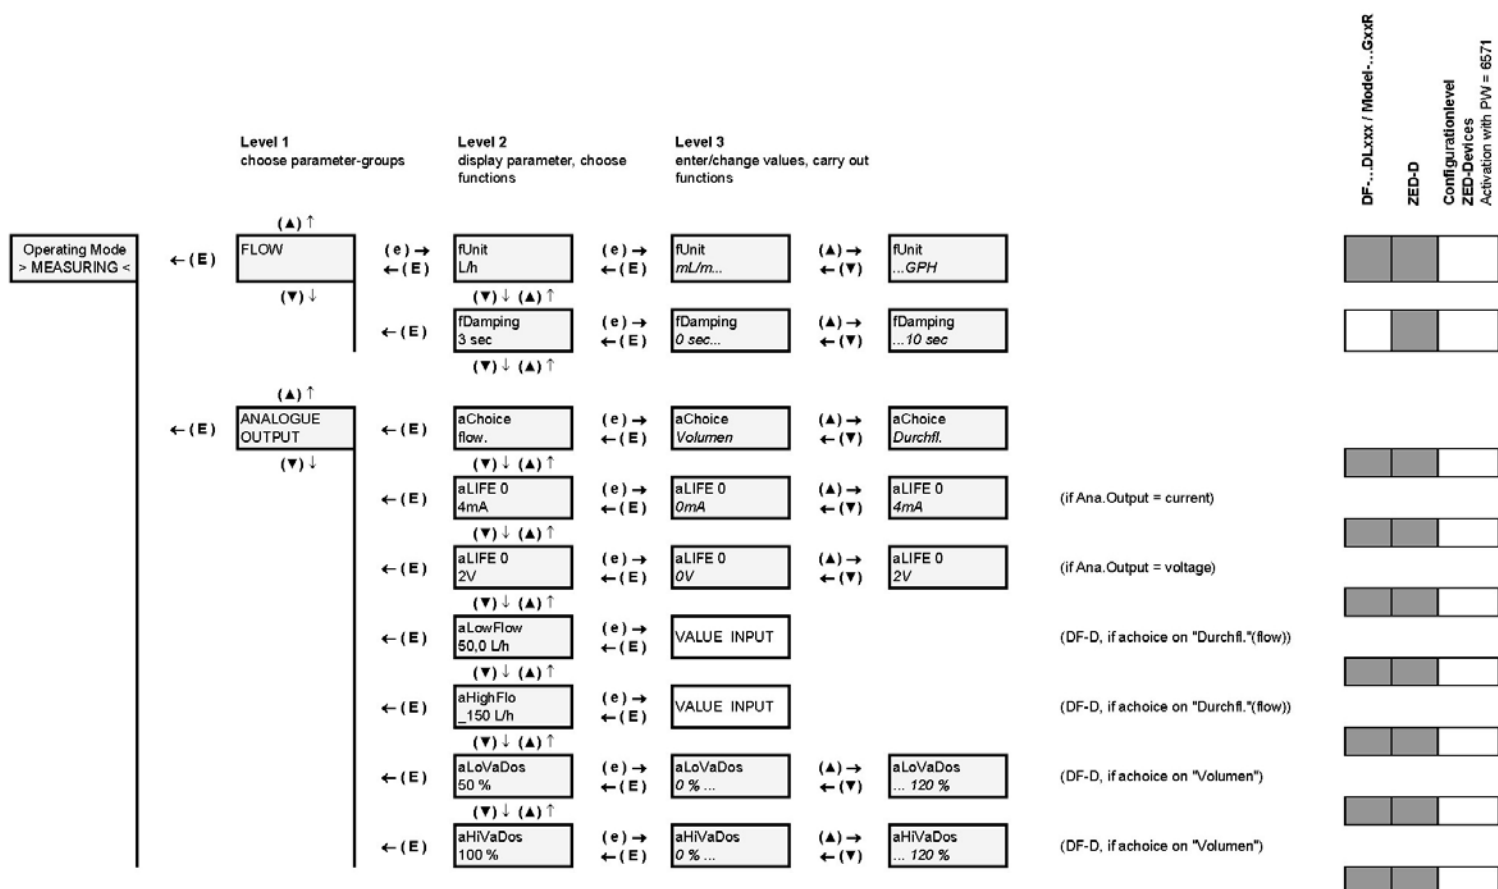 DF-...DLxxx / Model-...GxxR
ZED-D
Configurationlevel
ZED-Devices
Activation with PW = 6571
Level 1
choose parameter-groups
Level 2
display parameter, choose
functions
Level 3
enter/change values, carry out
functions
(▲) ↑
Operating Mode
> MEASURING <
← (E)
FLOW
(e) →
← (E)
fUnit
L/h
(e) →
← (E)
fUnit
mL/m...
(▲) →
← (▼)
fUnit
...GPH
(▼) ↓
(▼) ↓ (▲) ↑
← (E)
fDamping
3 sec
(e) →
← (E)
fDamping
0 sec...
(▲) →
← (▼)
fDamping
...10 sec
(▼) ↓ (▲) ↑
(▲) ↑
← (E)
ANALOGUE
OUTPUT
← (E)
aChoice
flow.
(e) →
← (E)
aChoice
Volumen
(▲) →
← (▼)
aChoice
Durchfl.
(▼) ↓
(▼) ↓ (▲) ↑
← (E)
aLIFE 0
4mA
(e) →
← (E)
aLIFE 0
0mA
(▲) →
← (▼)
aLIFE 0
4mA
(if Ana.Output = current)
(▼) ↓ (▲) ↑
← (E)
aLIFE 0
2V
(e) →
← (E)
aLIFE 0
0V
(▲) →
← (▼)
aLIFE 0
2V
(if Ana.Output = voltage)
(▼) ↓ (▲) ↑
← (E)
aLowFlow
50,0 L/h
(e) →
← (E)
VALUE INPUT
(DF-D, if achoice on "Durchfl."(flow))
(▼) ↓ (▲) ↑
← (E)
aHighFlo
_150 L/h
(e) →
← (E)
VALUE INPUT
(DF-D, if achoice on "Durchfl."(flow))
(▼) ↓ (▲) ↑
← (E)
aLoVaDos
50 %
(e) →
← (E)
aLoVaDos
0 % ...
(▲) →
← (▼)
aLoVaDos
... 120 %
(DF-D, if achoice on "Volumen")
(▼) ↓ (▲) ↑
← (E)
aHiVaDos
100 %
(e) →
← (E)
aHiVaDos
0 % ...
(▲) →
← (▼)
aHiVaDos
... 120 %
(DF-D, if achoice on "Volumen")